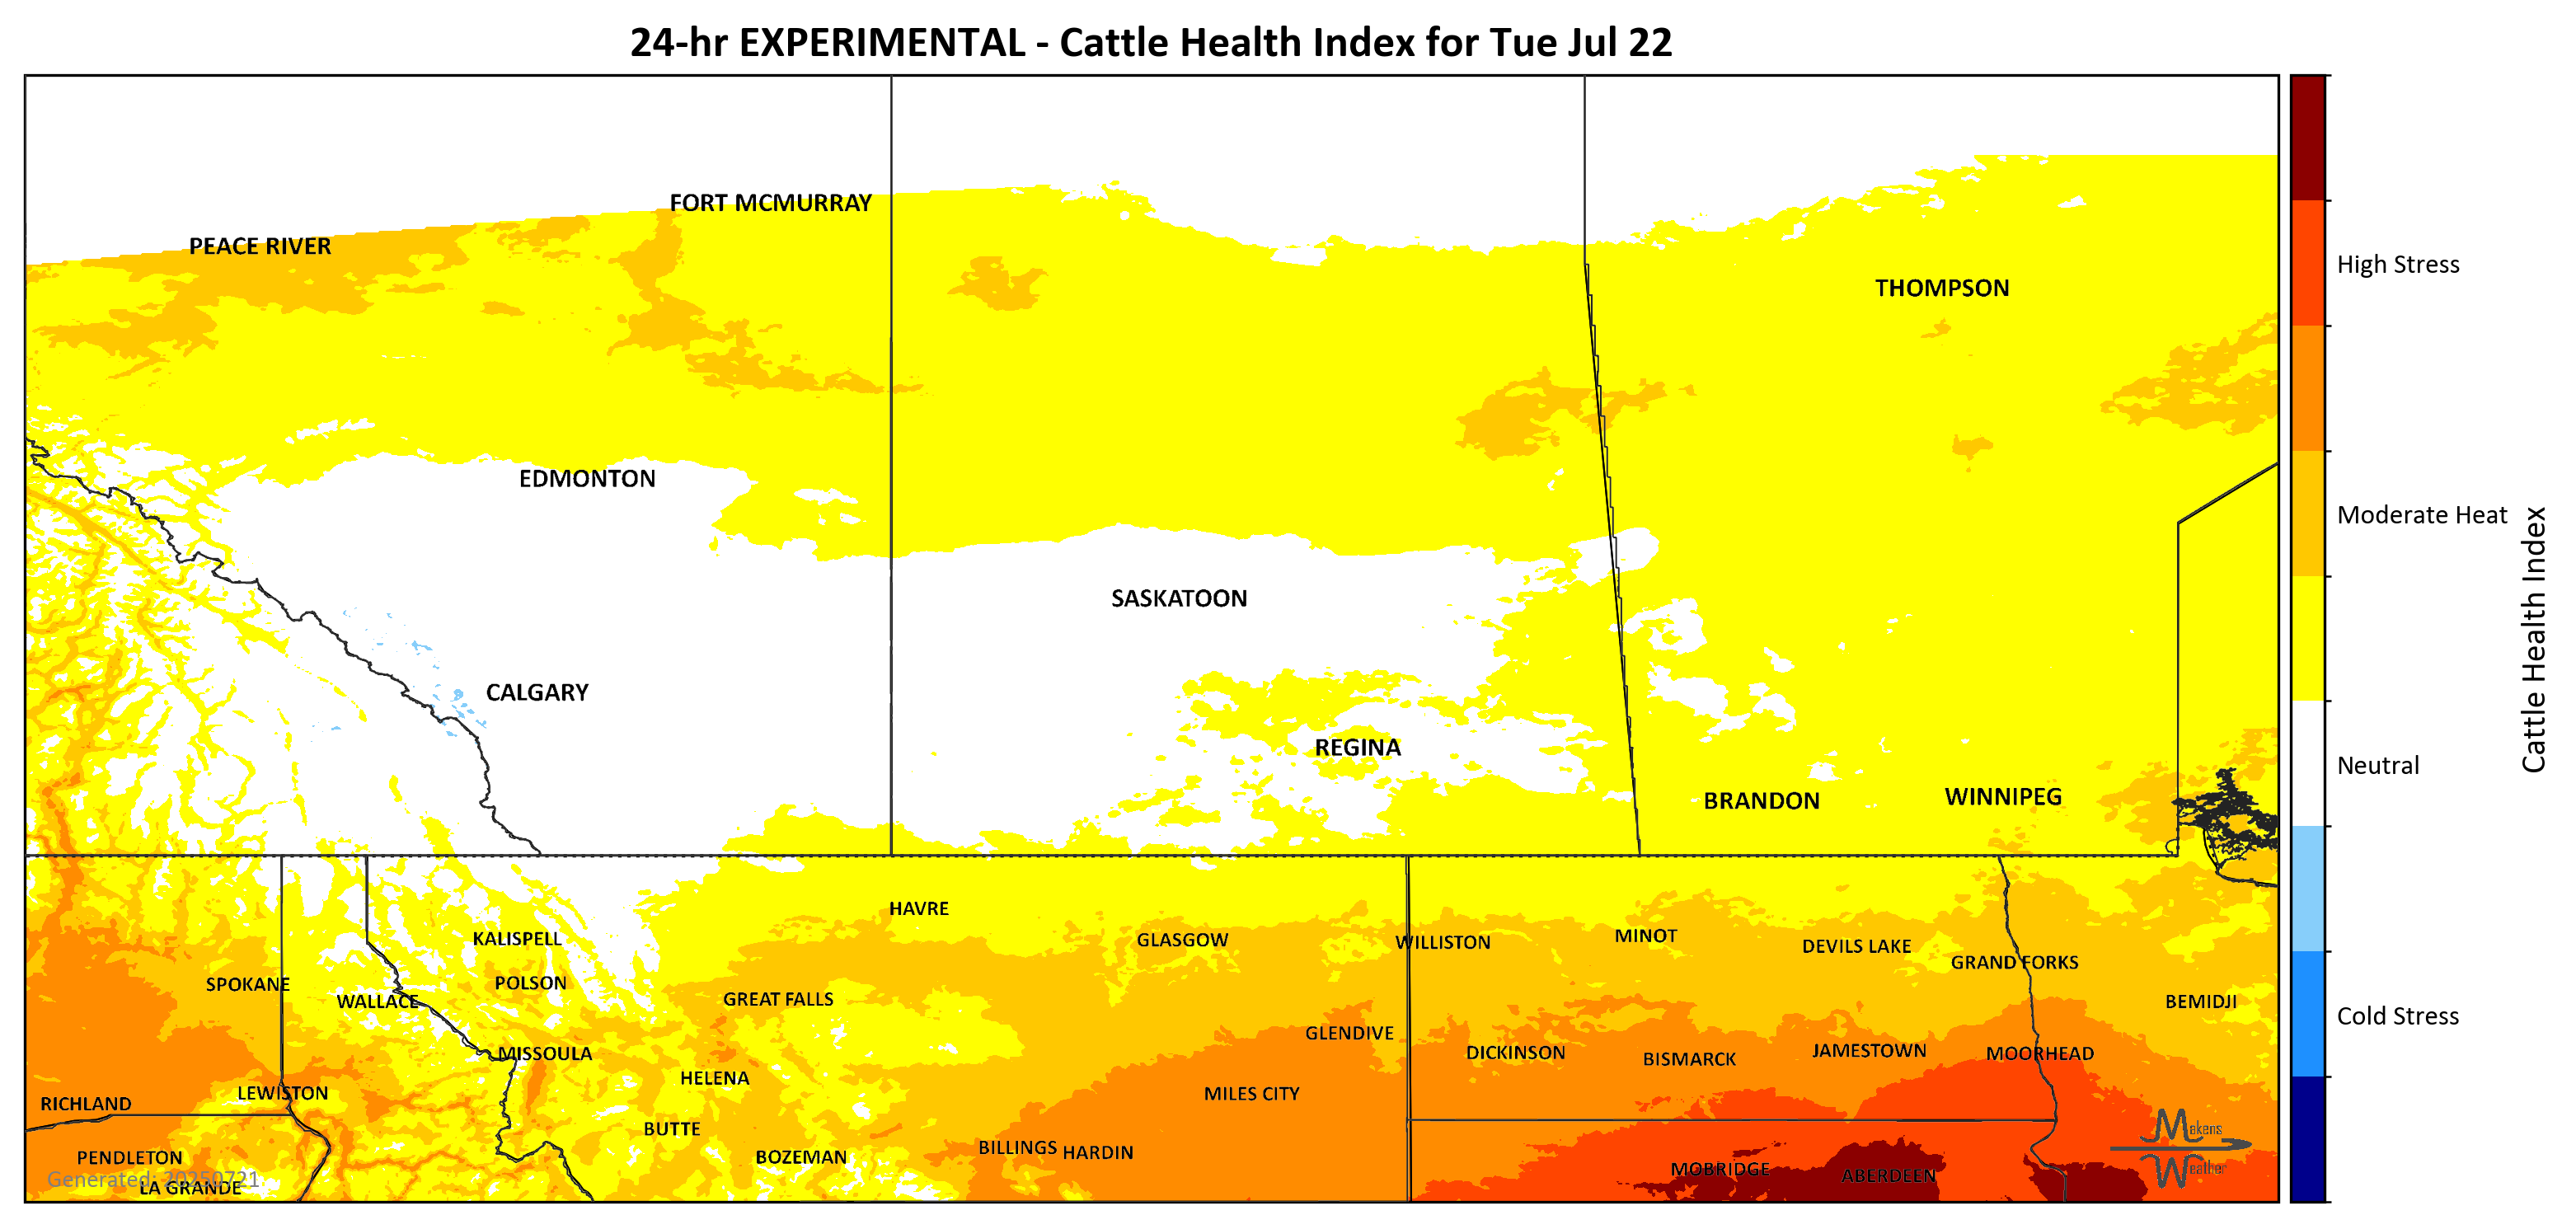 24-hr EXPERIMENTAL - Cattle Health Index for Tue Jul 22
FORT MCMURRAY
PEACE RIVER
THOMPSON
EDMONTON
SASKATOON
CALGARY
REGINA
BRANDON
WINNIPEG
HAVRE
KALISPELL
GLASGOW
WILLISTON
MINOT
DEVILS LAKE
GRAND FORKS
SPOKANE
POLSON
WALLACE
GREAT FALLS
BEMIDJI
GLENDIVE
MISSOULA
DICKINSON
BISMARCK
JAMESTOWN
MOORHEAD
HELENA
LEWISTON
MILES CITY
RICHLAND
BUTTE
BILLINGS
HARDIN
PENDLETON
BOZEMAN
MOBRIDGE
ABERDEEN
LA GRANDE
Generated: 20250721
Makens
Weather
High Stress
Moderate Heat
Neutral
Cold Stress
Cattle Health Index